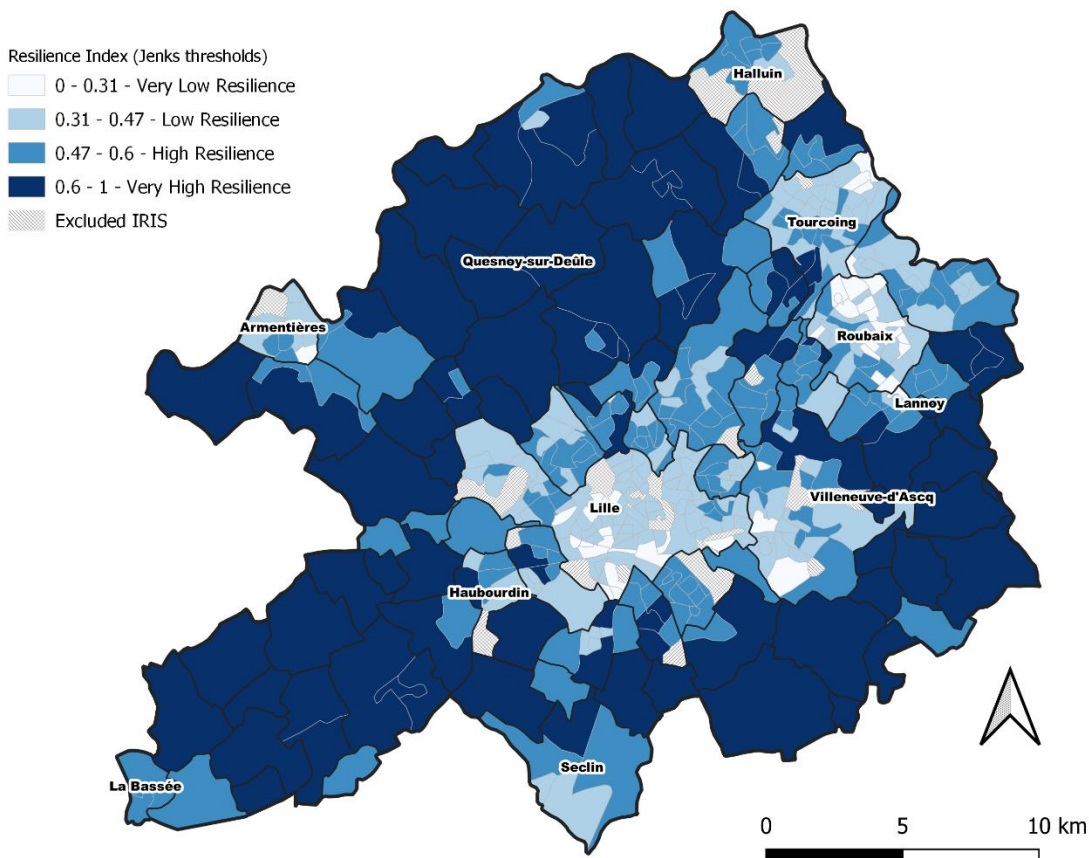 Resilience Index (Jenks thresholds)
0 - 0.31 - Very Low Resilience
0.31 - 0.47 - Low Resilience
0.47 - 0.6 - High Resilience
0.6 - 1 - Very High Resilience
Excluded IRIS
Halluin
Tourcoing
Quesnoy-sur-Deûle
Armentières
Roubaix
Lannoy
Villeneuve-d'Ascq
Lille
Haubourdin
Seclin
La Bassée
0 5 10 km